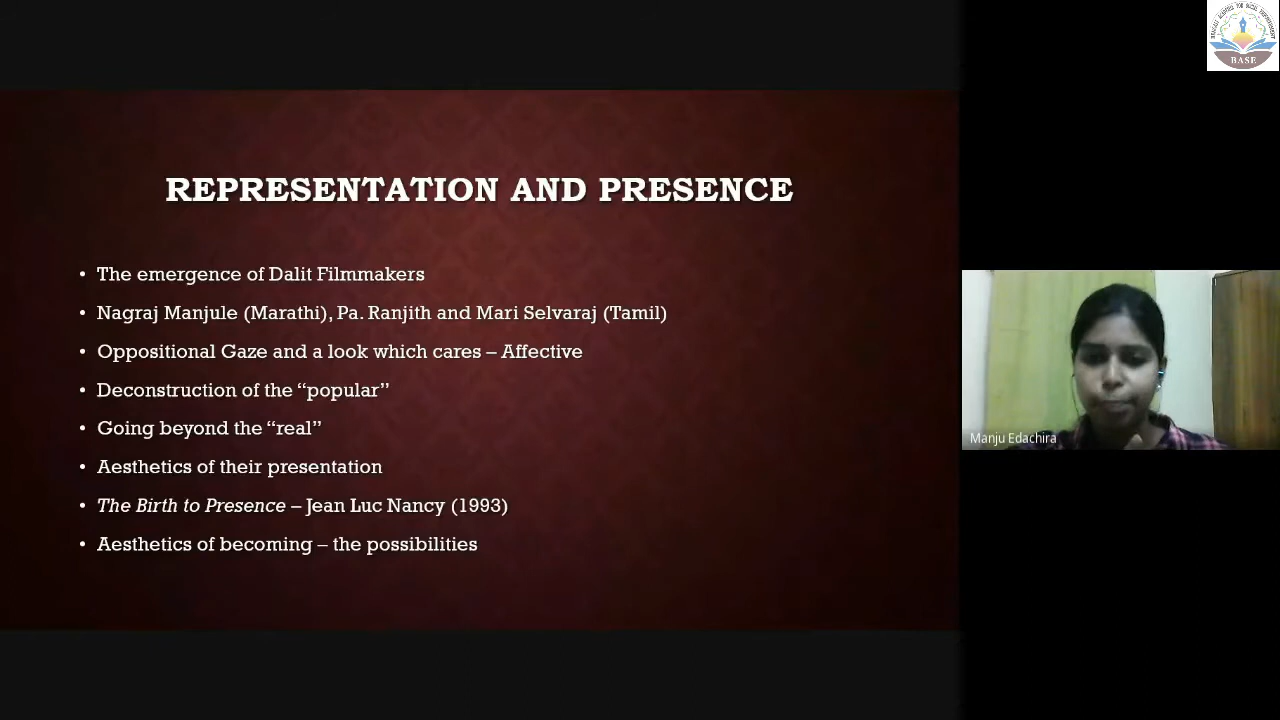 REPRESENTATION AND PRESENCE
• The emergence of Dalit Filmmakers
• Nagraj Manjule (Marathi), Pa. Ranjith and Mari Selvaraj (Tamil)
• Oppositional Gaze and a look which cares – Affective
• Deconstruction of the “popular”
• Going beyond the “real”
• Aesthetics of their presentation
• The Birth to Presence – Jean Luc Nancy (1993)
• Aesthetics of becoming – the possibilities
Manju Edachira
BASE